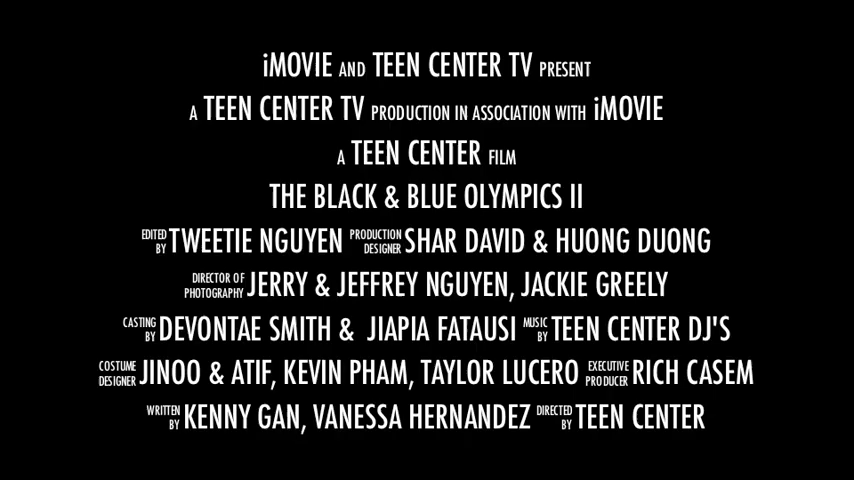 iMOVIE AND TEEN CENTER TV PRESENT
A TEEN CENTER TV PRODUCTION IN ASSOCIATION WITH iMOVIE
A TEEN CENTER FILM
THE BLACK & BLUE OLYMPICS II
EDITED BY TWEETIE NGUYEN PRODUCTION DESIGNER SHAR DAVID & HUONG DUONG
DIRECTOR OF PHOTOGRAPHY JERRY & JEFFREY NGUYEN, JACKIE GREELY
CASTING BY DEVONTAE SMITH & JIAPIA FATAUSI MUSIC BY TEEN CENTER DJ'S
COSTUME DESIGNER JINOO & ATIF, KEVIN PHAM, TAYLOR LUCERO EXECUTIVE PRODUCER RICH CASEM
WRITTEN BY KENNY GAN, VANESSA HERNANDEZ DIRECTED BY TEEN CENTER